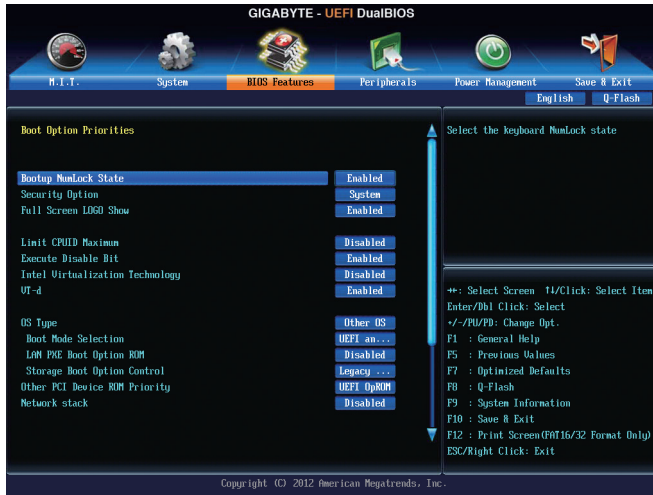 GIGABYTE - UEFI DualBIOS
M.I.T. System BIOS Features Peripherals Power Management Save & Exit
English Q-Flash
Boot Option Priorities
Select the keyboard NumLock state
Bootup NumLock State Enabled
Security Option System
Full Screen LOGO Show Enabled
Limit CPUID Maximum Disabled
Execute Disable Bit Enabled
Intel Virtualization Technology Disabled
VT-d Enabled
OS Type Other OS
Boot Mode Selection UEFI an...
LAN PXE Boot Option ROM Disabled
Storage Boot Option Control Legacy ...
Other PCI Device ROM Priority UEFI OpROM
Network stack Disabled
→←: Select Screen ↑↓/Click: Select Item
Enter/Dbl Click: Select
+/-/PU/PD: Change Opt.
F1 : General Help
F5 : Previous Values
F7 : Optimized Defaults
F8 : Q-Flash
F9 : System Information
F10 : Save & Exit
F12 : Print Screen(FAT16/32 Format Only)
ESC/Right Click: Exit
Copyright (C) 2012 American Megatrends, Inc.